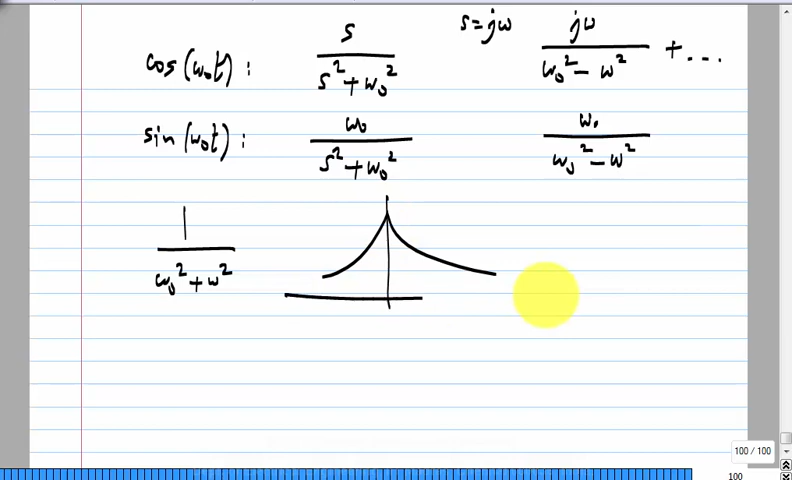 cos(ω₀t) : s/(s²+ω₀²) s=jω jω/(ω₀²−ω²) + ...
sin(ω₀t) : ω₀/(s²+ω₀²) ω₀/(ω₀²−ω²)
1/(ω₀²+ω²)
100 / 100
100